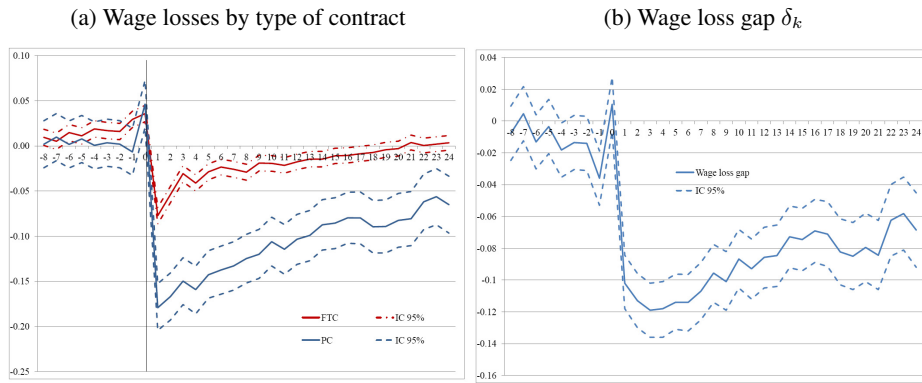 (a) Wage losses by type of contract
0.10
0.05
0.00
-0.05
-0.10
-0.15
-0.20
-0.25
-8 -7 -6 -5 -4 -3 -2 -1 0 1 2 3 4 5 6 7 8 9 10 11 12 13 14 15 16 17 18 19 20 21 22 23 24
FTC IC 95%
PC IC 95%
(b) Wage loss gap δk
0.04
0.02
0
-0.02
-0.04
-0.06
-0.08
-0.1
-0.12
-0.14
-0.16
-8 -7 -6 -5 -4 -3 -2 -1 0 1 2 3 4 5 6 7 8 9 10 11 12 13 14 15 16 17 18 19 20 21 22 23 24
Wage loss gap
IC 95%